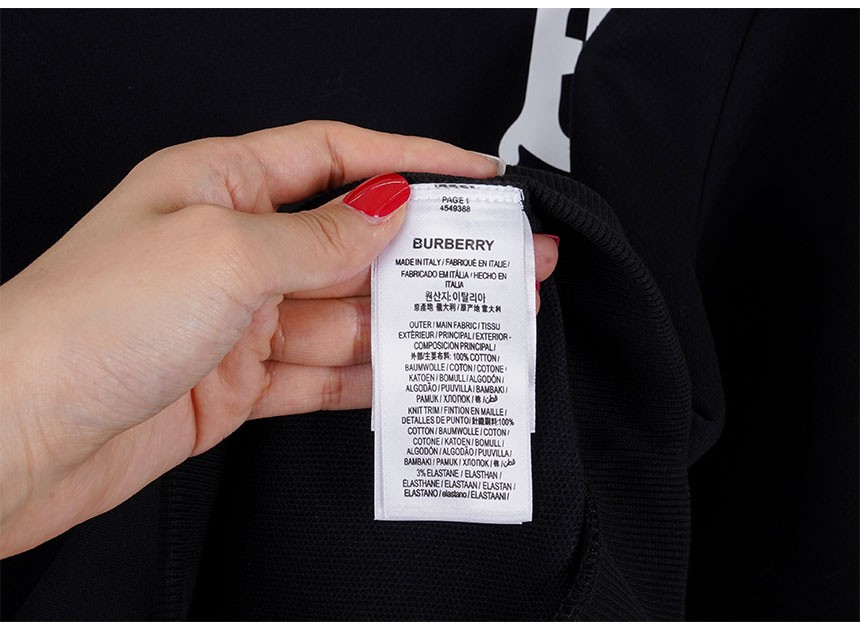 PAGE 1
4549388
BURBERRY
MADE IN ITALY / FABRIQUÉ EN ITALIE /
FABRICADO EM ITÁLIA / HECHO EN
ITALIA
원산지:이탈리아
原產地 義大利 / 原产地 意大利
OUTER / MAIN FABRIC / TISSU
EXTÉRIEUR / PRINCIPAL / EXTERIOR -
COMPOSICION PRINCIPAL /
外部/主要布料: 100% COTTON /
BAUMWOLLE / COTON / COTONE /
KATOEN / BOMULL / ALGODÓN /
ALGODÃO / PUUVILLA / BAMBAKI /
PAMUK / ХЛОПОК / 棉 / قطن /
KNIT TRIM / FINTION EN MAILLE /
DETALLES DE PUNTO/ 針織副料:100%
COTTON / BAUMWOLLE / COTON /
COTONE / KATOEN / BOMULL /
ALGODÓN / ALGODÃO / PUUVILLA /
BAMBAKI / PAMUK / ХЛОПОК / 棉 / قطن /
3% ELASTANE / ELASTHAN /
ÉLASTHANE / ELASTAAN / ELASTAN /
ELASTANO / elastano / ELASTAANI /